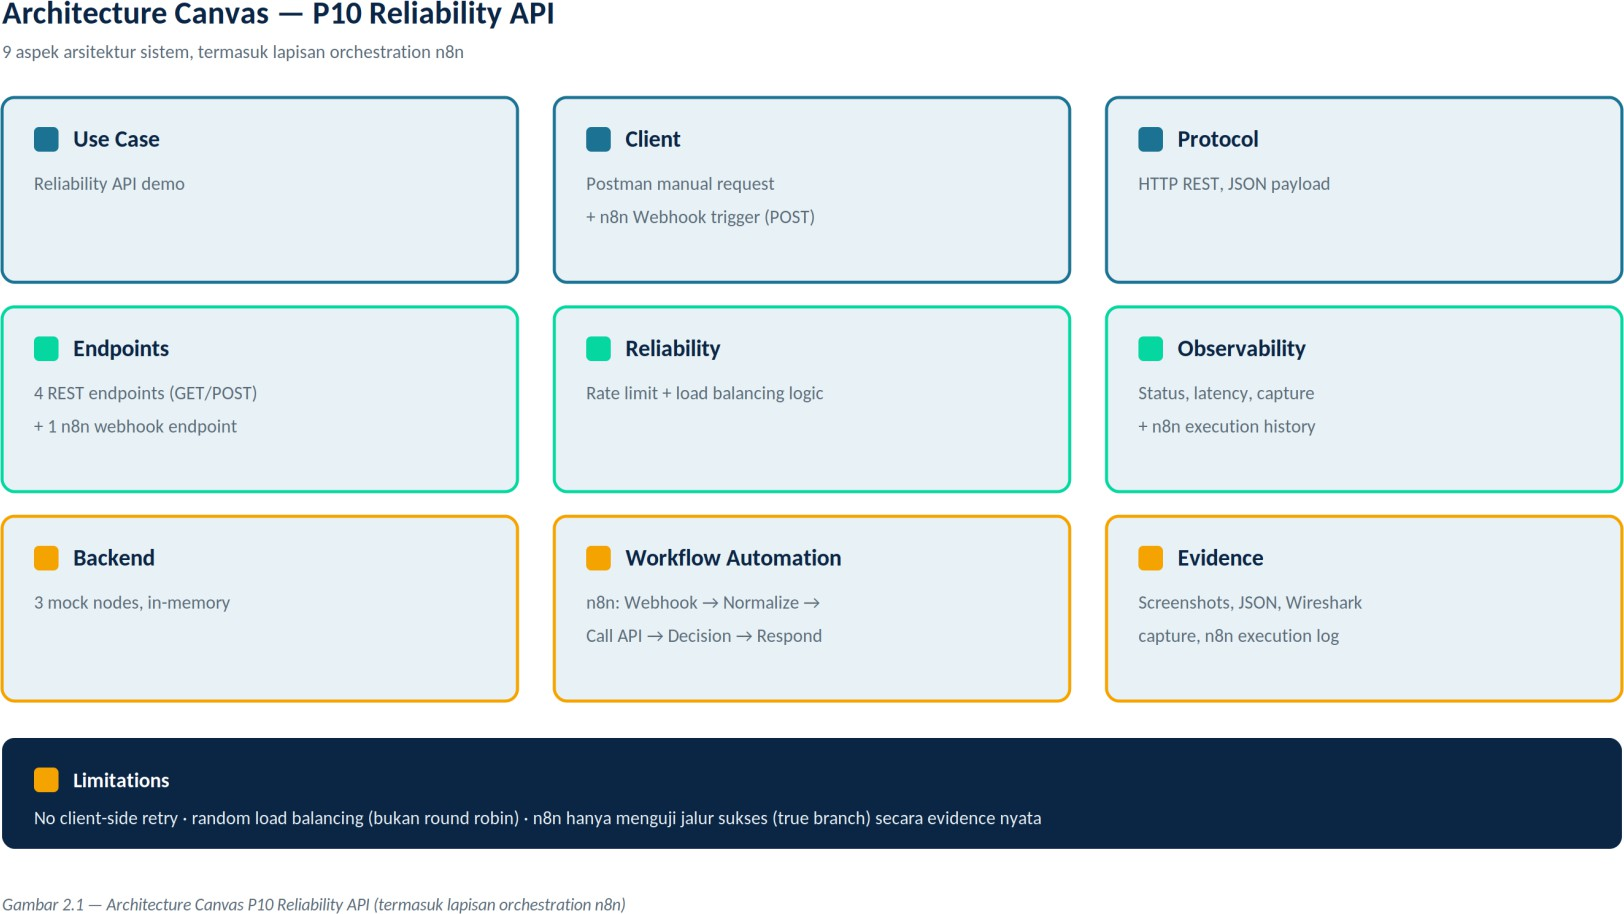 Architecture Canvas — P10 Reliability API
9 aspek arsitektur sistem, termasuk lapisan orchestration n8n
Use Case
Reliability API demo
Client
Postman manual request
+ n8n Webhook trigger (POST)
Protocol
HTTP REST, JSON payload
Endpoints
4 REST endpoints (GET/POST)
+ 1 n8n webhook endpoint
Reliability
Rate limit + load balancing logic
Observability
Status, latency, capture
+ n8n execution history
Backend
3 mock nodes, in-memory
Workflow Automation
n8n: Webhook → Normalize →
Call API → Decision → Respond
Evidence
Screenshots, JSON, Wireshark
capture, n8n execution log
Limitations
No client-side retry · random load balancing (bukan round robin) · n8n hanya menguji jalur sukses (true branch) secara evidence nyata
Gambar 2.1 — Architecture Canvas P10 Reliability API (termasuk lapisan orchestration n8n)